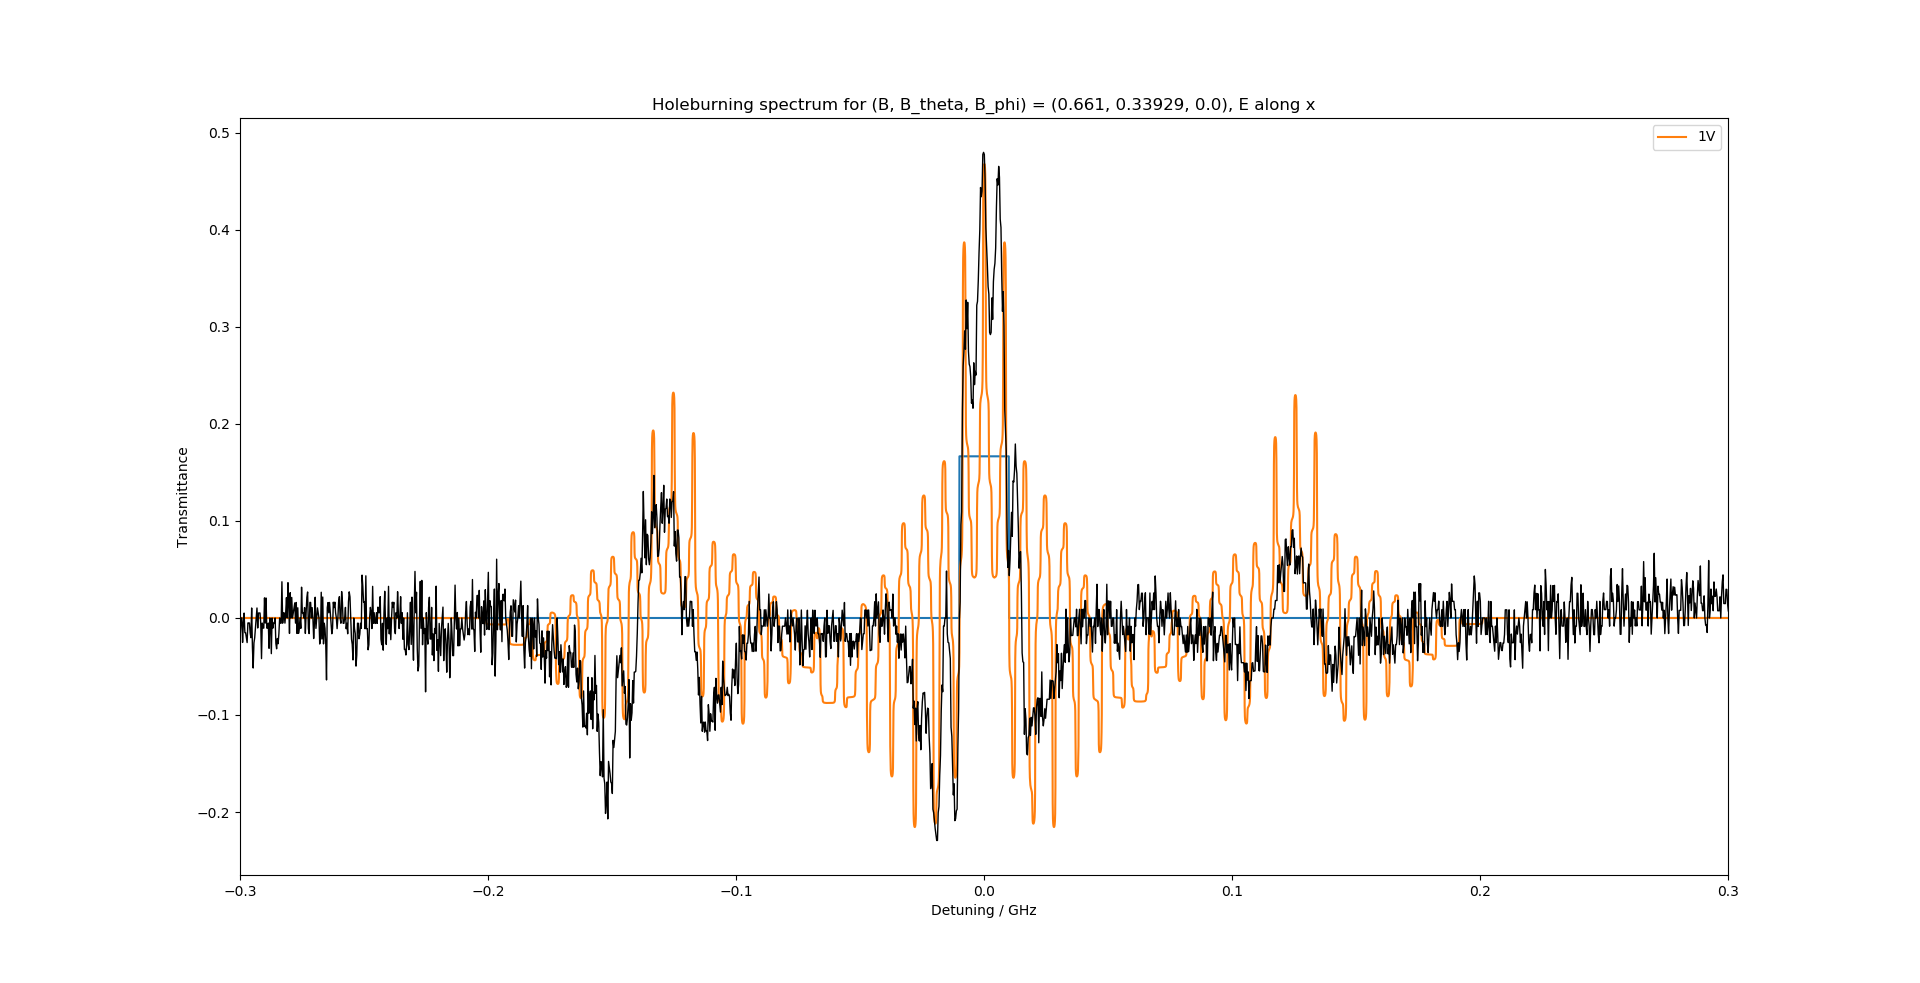 Holeburning spectrum for (B, B_theta, B_phi) = (0.661, 0.33929, 0.0), E along x
1V
Transmittance
0.5
0.4
0.3
0.2
0.1
0.0
−0.1
−0.2
−0.3 −0.2 −0.1 0.0 0.1 0.2 0.3
Detuning / GHz